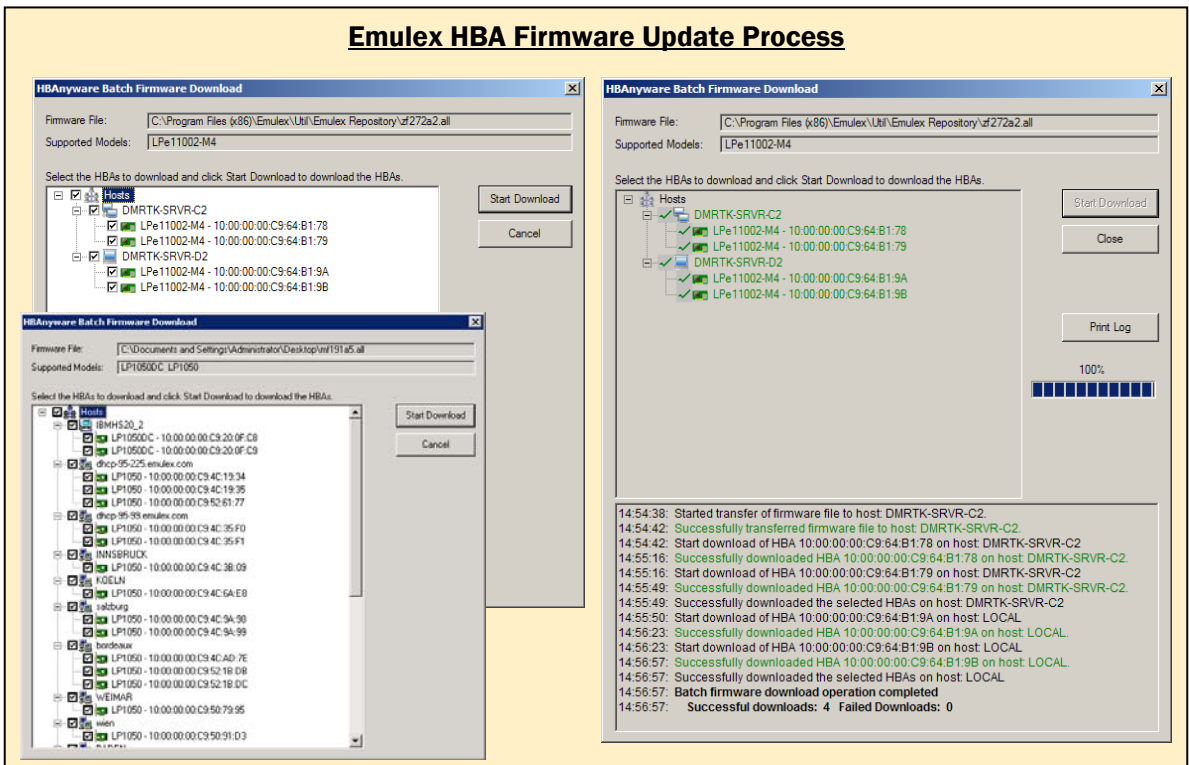 Emulex HBA Firmware Update Process
HBAnyware Batch Firmware Download
Firmware File: C:\Program Files (x86)\Emulex\Util\Emulex Repository\zf272a2.all
Supported Models: LPe11002-M4
Select the HBAs to download and click Start Download to download the HBAs.
Hosts
DMRTK-SRVR-C2
LPe11002-M4 - 10:00:00:00:C9:64:B1:78
LPe11002-M4 - 10:00:00:00:C9:64:B1:79
DMRTK-SRVR-D2
LPe11002-M4 - 10:00:00:00:C9:64:B1:9A
LPe11002-M4 - 10:00:00:00:C9:64:B1:9B
Start Download
Cancel
HBAnyware Batch Firmware Download
Firmware File: C:\Documents and Settings\Administrator\Desktop\mf191a5.all
Supported Models: LP1050DC LP1050
Select the HBAs to download and click Start Download to download the HBAs.
Hosts
IBMHS20_2
LP1050DC - 10:00:00:00:C9:20:0F:C8
LP1050DC - 10:00:00:00:C9:20:0F:C9
dhcp-95-225.emulex.com
LP1050 - 10:00:00:00:C9:4C:19:34
LP1050 - 10:00:00:00:C9:4C:19:35
LP1050 - 10:00:00:00:C9:52:61:77
dhcp-95-99.emulex.com
LP1050 - 10:00:00:00:C9:4C:35:F0
LP1050 - 10:00:00:00:C9:4C:35:F1
INNSBRUCK
LP1050 - 10:00:00:00:C9:4C:3B:09
KOELN
LP1050 - 10:00:00:00:C9:4C:6A:E8
salzburg
LP1050 - 10:00:00:00:C9:4C:9A:98
LP1050 - 10:00:00:00:C9:4C:9A:99
bordeaux
LP1050 - 10:00:00:00:C9:4C:AD:7E
LP1050 - 10:00:00:00:C9:52:1B:DB
LP1050 - 10:00:00:00:C9:52:1B:DC
WEIMAR
LP1050 - 10:00:00:00:C9:50:79:95
wien
LP1050 - 10:00:00:00:C9:50:91:D3
Start Download
Cancel
HBAnyware Batch Firmware Download
Firmware File: C:\Program Files (x86)\Emulex\Util\Emulex Repository\zf272a2.all
Supported Models: LPe11002-M4
Select the HBAs to download and click Start Download to download the HBAs.
Hosts
DMRTK-SRVR-C2
LPe11002-M4 - 10:00:00:00:C9:64:B1:78
LPe11002-M4 - 10:00:00:00:C9:64:B1:79
DMRTK-SRVR-D2
LPe11002-M4 - 10:00:00:00:C9:64:B1:9A
LPe11002-M4 - 10:00:00:00:C9:64:B1:9B
Start Download
Close
Print Log
100%
14:54:38: Started transfer of firmware file to host: DMRTK-SRVR-C2.
14:54:42: Successfully transferred firmware file to host: DMRTK-SRVR-C2.
14:54:42: Start download of HBA 10:00:00:00:C9:64:B1:78 on host: DMRTK-SRVR-C2
14:55:16: Successfully downloaded HBA 10:00:00:00:C9:64:B1:78 on host: DMRTK-SRVR-C2.
14:55:16: Start download of HBA 10:00:00:00:C9:64:B1:79 on host: DMRTK-SRVR-C2
14:55:49: Successfully downloaded HBA 10:00:00:00:C9:64:B1:79 on host: DMRTK-SRVR-C2.
14:55:49: Successfully downloaded the selected HBAs on host: DMRTK-SRVR-C2
14:55:50: Start download of HBA 10:00:00:00:C9:64:B1:9A on host: LOCAL
14:56:23: Successfully downloaded HBA 10:00:00:00:C9:64:B1:9A on host: LOCAL.
14:56:23: Start download of HBA 10:00:00:00:C9:64:B1:9B on host: LOCAL
14:56:57: Successfully downloaded HBA 10:00:00:00:C9:64:B1:9B on host: LOCAL.
14:56:57: Successfully downloaded the selected HBAs on host: LOCAL
14:56:57: Batch firmware download operation completed
14:56:57: Successful downloads: 4 Failed Downloads: 0